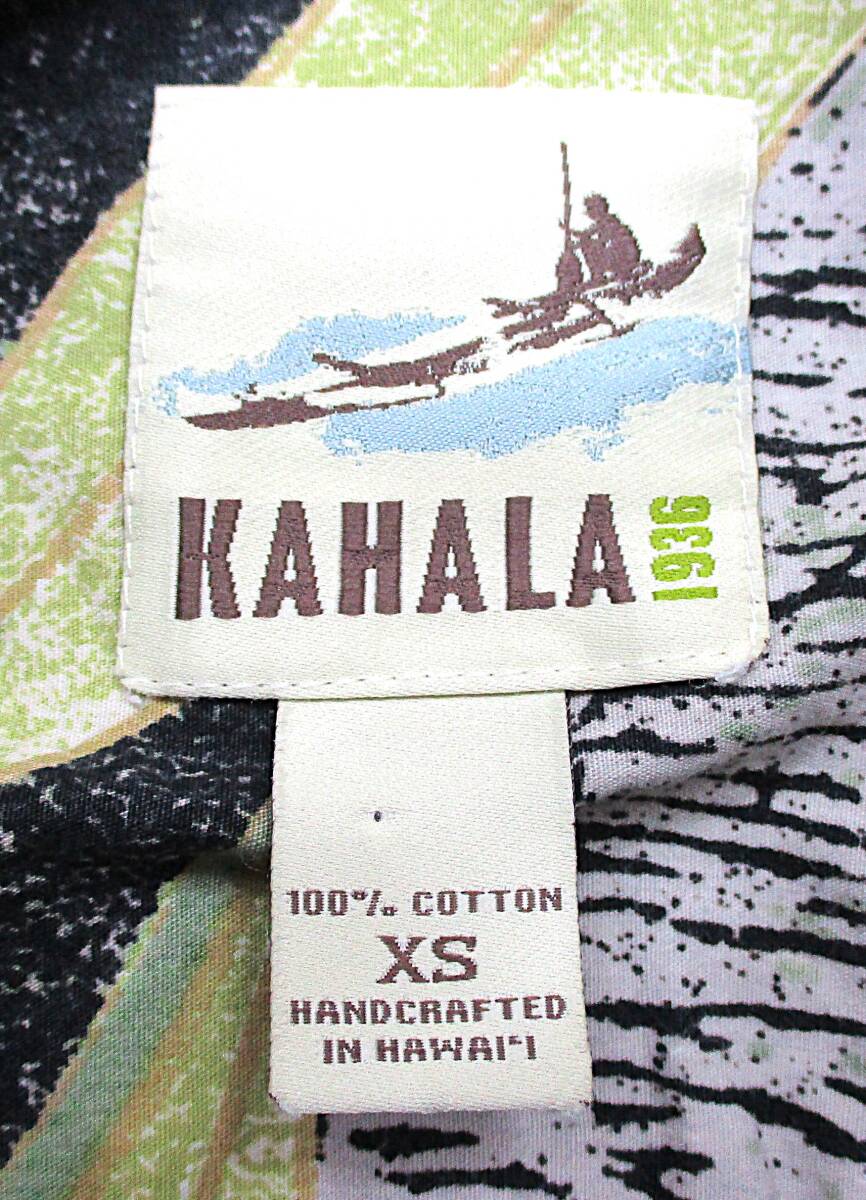 KAHALA 1936
100% COTTON
XS
HANDCRAFTED
IN HAWAI'I